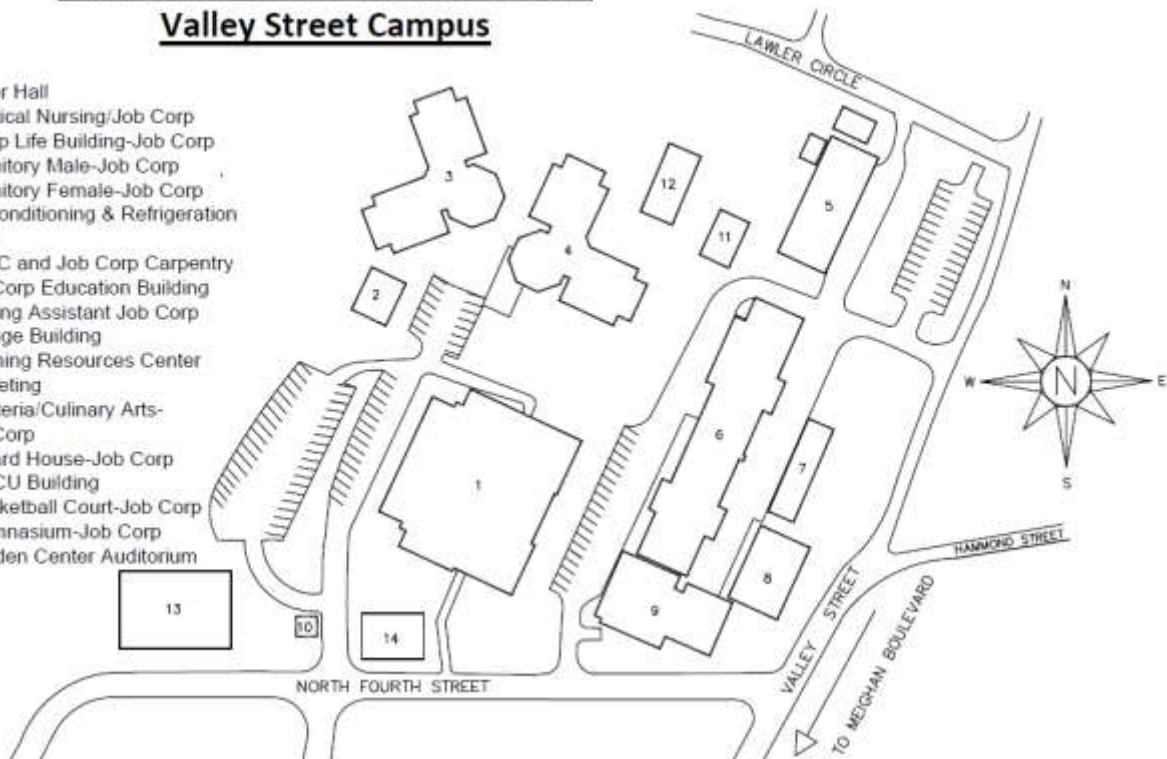 Valley Street Campus
r Hall
ical Nursing/Job Corp
p Life Building-Job Corp
itory Male-Job Corp
itory Female-Job Corp
onditioning & Refrigeration
C and Job Corp Carpentry
Corp Education Building
ng Assistant Job Corp
ge Building
ning Resources Center
eting
teria/Culinary Arts-
Corp
ard House-Job Corp
CU Building
ketball Court-Job Corp
nnasium-Job Corp
den Center Auditorium
LAWLER CIRCLE
3
12
5
4
11
2
N
W N E
S
6
7
1
8
9
HAMMOND STREET
13
10
14
NORTH FOURTH STREET
VALLEY STREET
TO MEIGHAN BOULEVARD